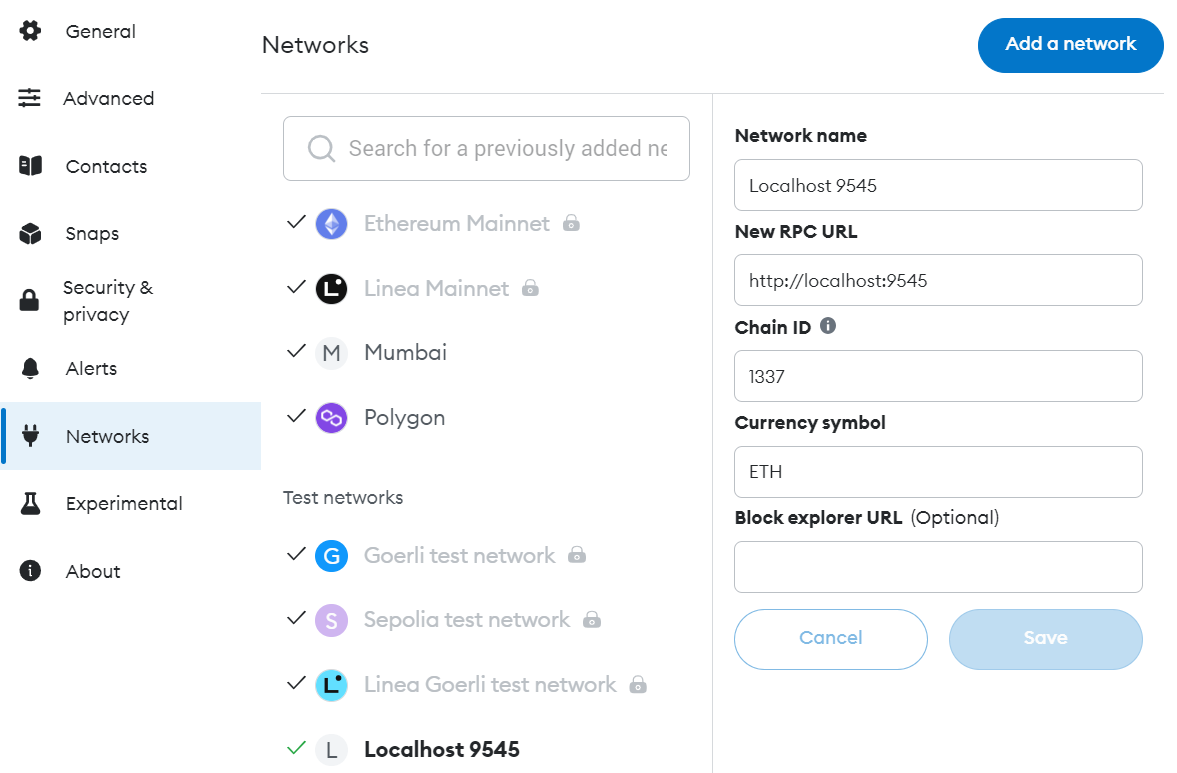 General
Advanced
Contacts
Snaps
Security &
privacy
Alerts
Networks
Experimental
About
Networks
Add a network
Search for a previously added ne
Ethereum Mainnet
L Linea Mainnet
M Mumbai
Polygon
Test networks
G Goerli test network
S Sepolia test network
L Linea Goerli test network
L Localhost 9545
Network name
Localhost 9545
New RPC URL
http://localhost:9545
Chain ID
1337
Currency symbol
ETH
Block explorer URL (Optional)
Cancel
Save